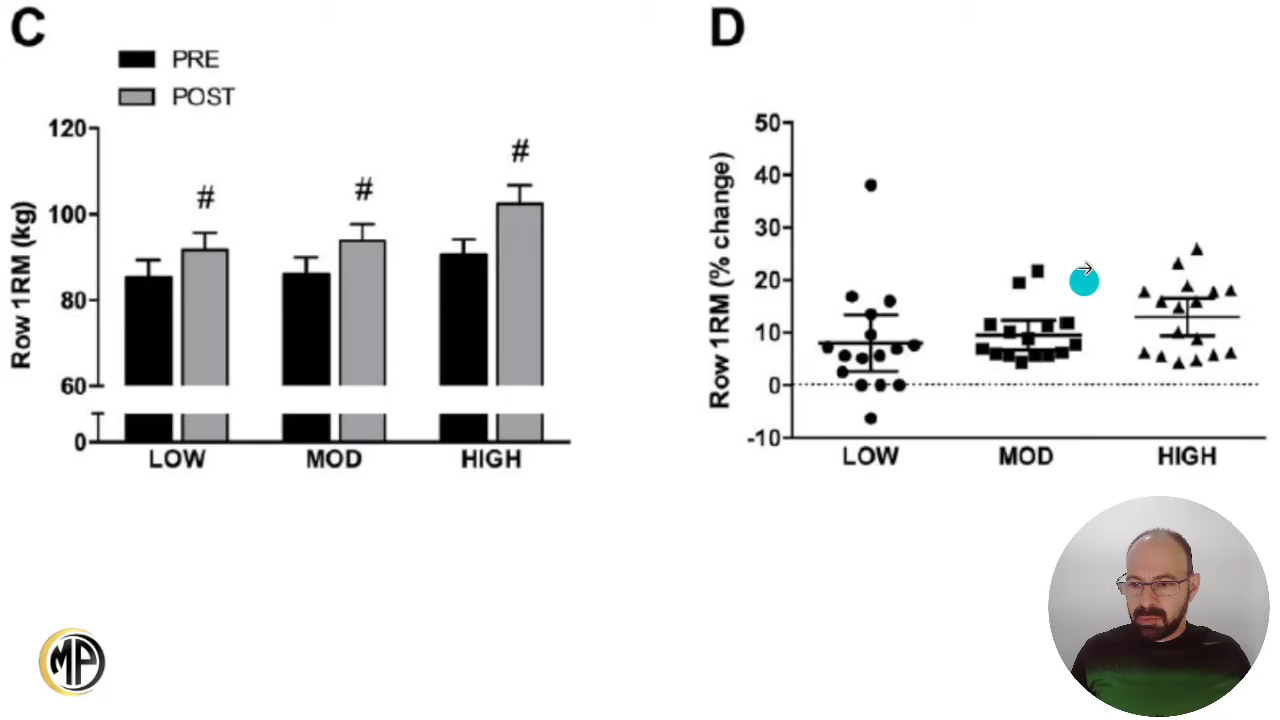 C
PRE
POST
120
100
80
60
0
Row 1RM (kg)
# # #
LOW MOD HIGH
D
50
40
30
20
10
0
-10
Row 1RM (% change)
LOW MOD HIGH
MP